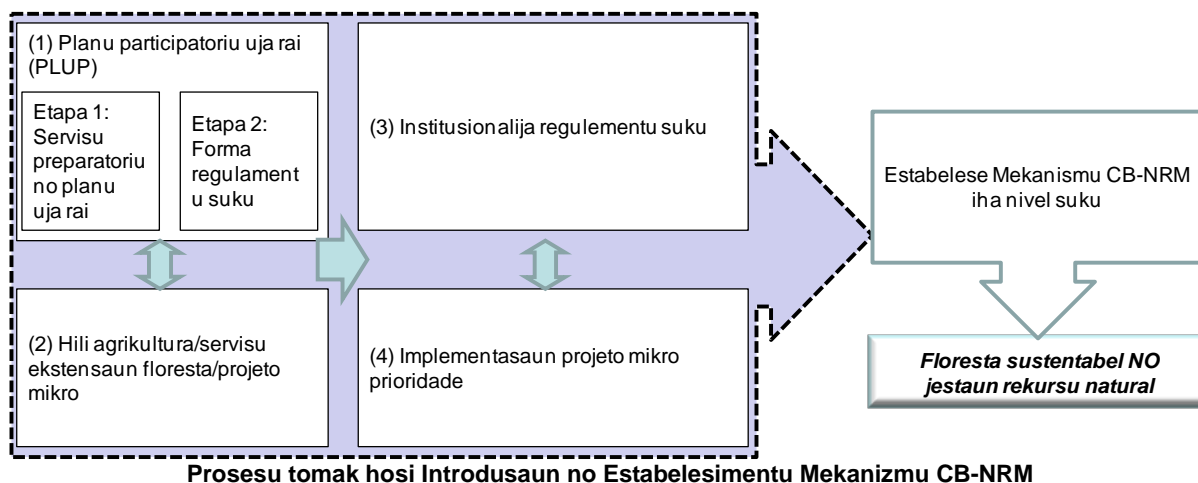 (1) Planu participatoriu uja rai
(PLUP)
Etapa 1:
Servisu
preparatoriu
no planu
uja rai
Etapa 2:
Forma
regulament
u suku
(3) Institusionalija regulementu suku
(2) Hili agrikultura/servisu
ekstensaun floresta/projeto
mikro
(4) Implementasaun projeto mikro
prioridade
Estabelese Mekanismu CB-NRM
iha nivel suku
Floresta sustentabel NO
jestaun rekursu natural
Prosesu tomak hosi Introdusaun no Estabelesimentu Mekanizmu CB-NRM